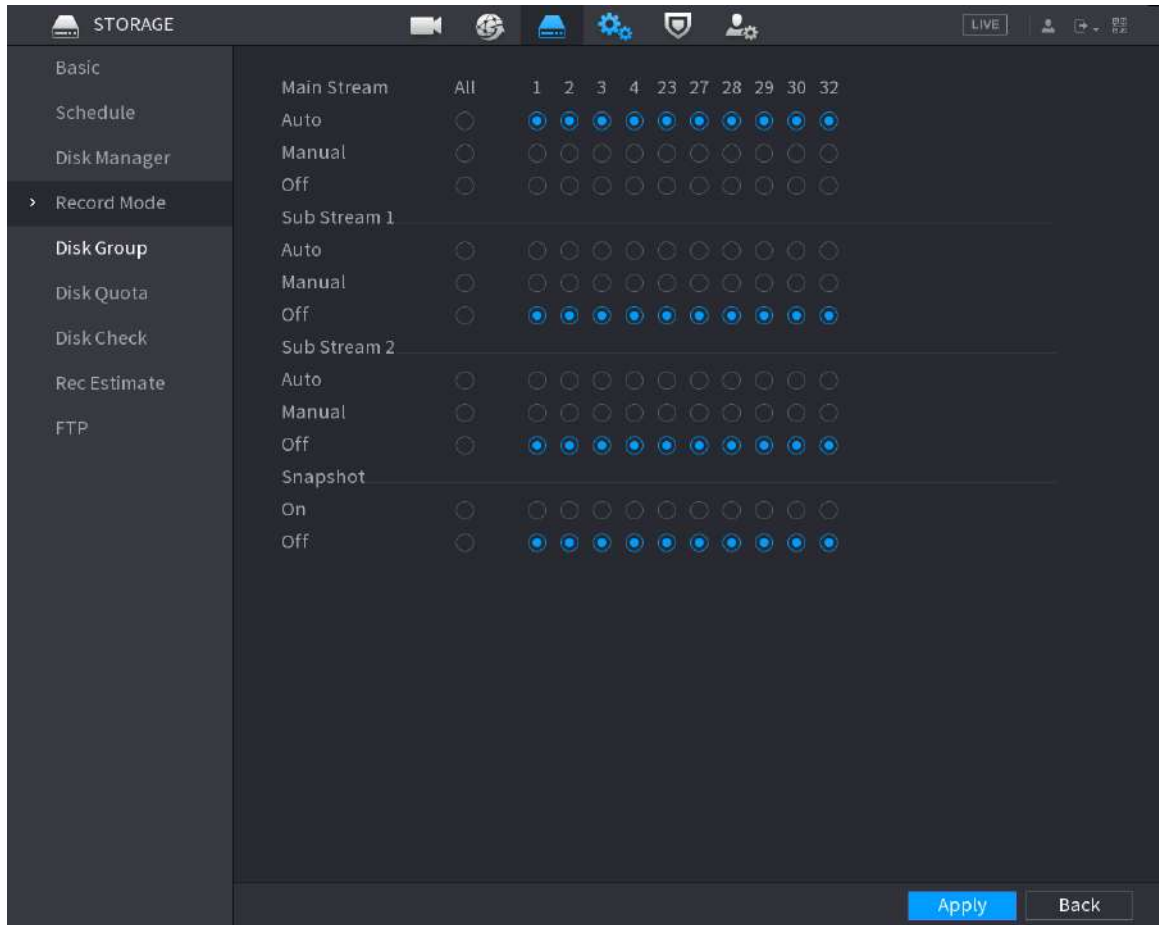 STORAGE LIVE
Basic
Schedule
Disk Manager
Record Mode
Disk Group
Disk Quota
Disk Check
Rec Estimate
FTP
Main Stream All 1 2 3 4 23 27 28 29 30 32
Auto
Manual
Off
Sub Stream 1
Auto
Manual
Off
Sub Stream 2
Auto
Manual
Off
Snapshot
On
Off
Apply Back